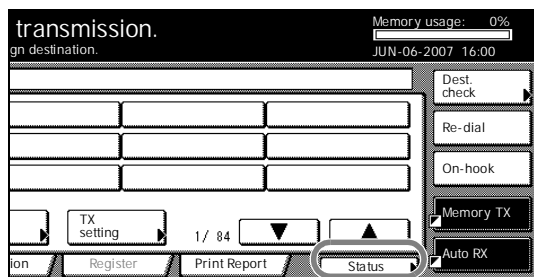 transmission.
Memory usage: 0%
gn destination.
JUN-06-2007 16:00
Dest.
check
Re-dial
On-hook
Memory TX
TX
setting
1/ 84
Auto RX
ion
Register
Print Report
Status